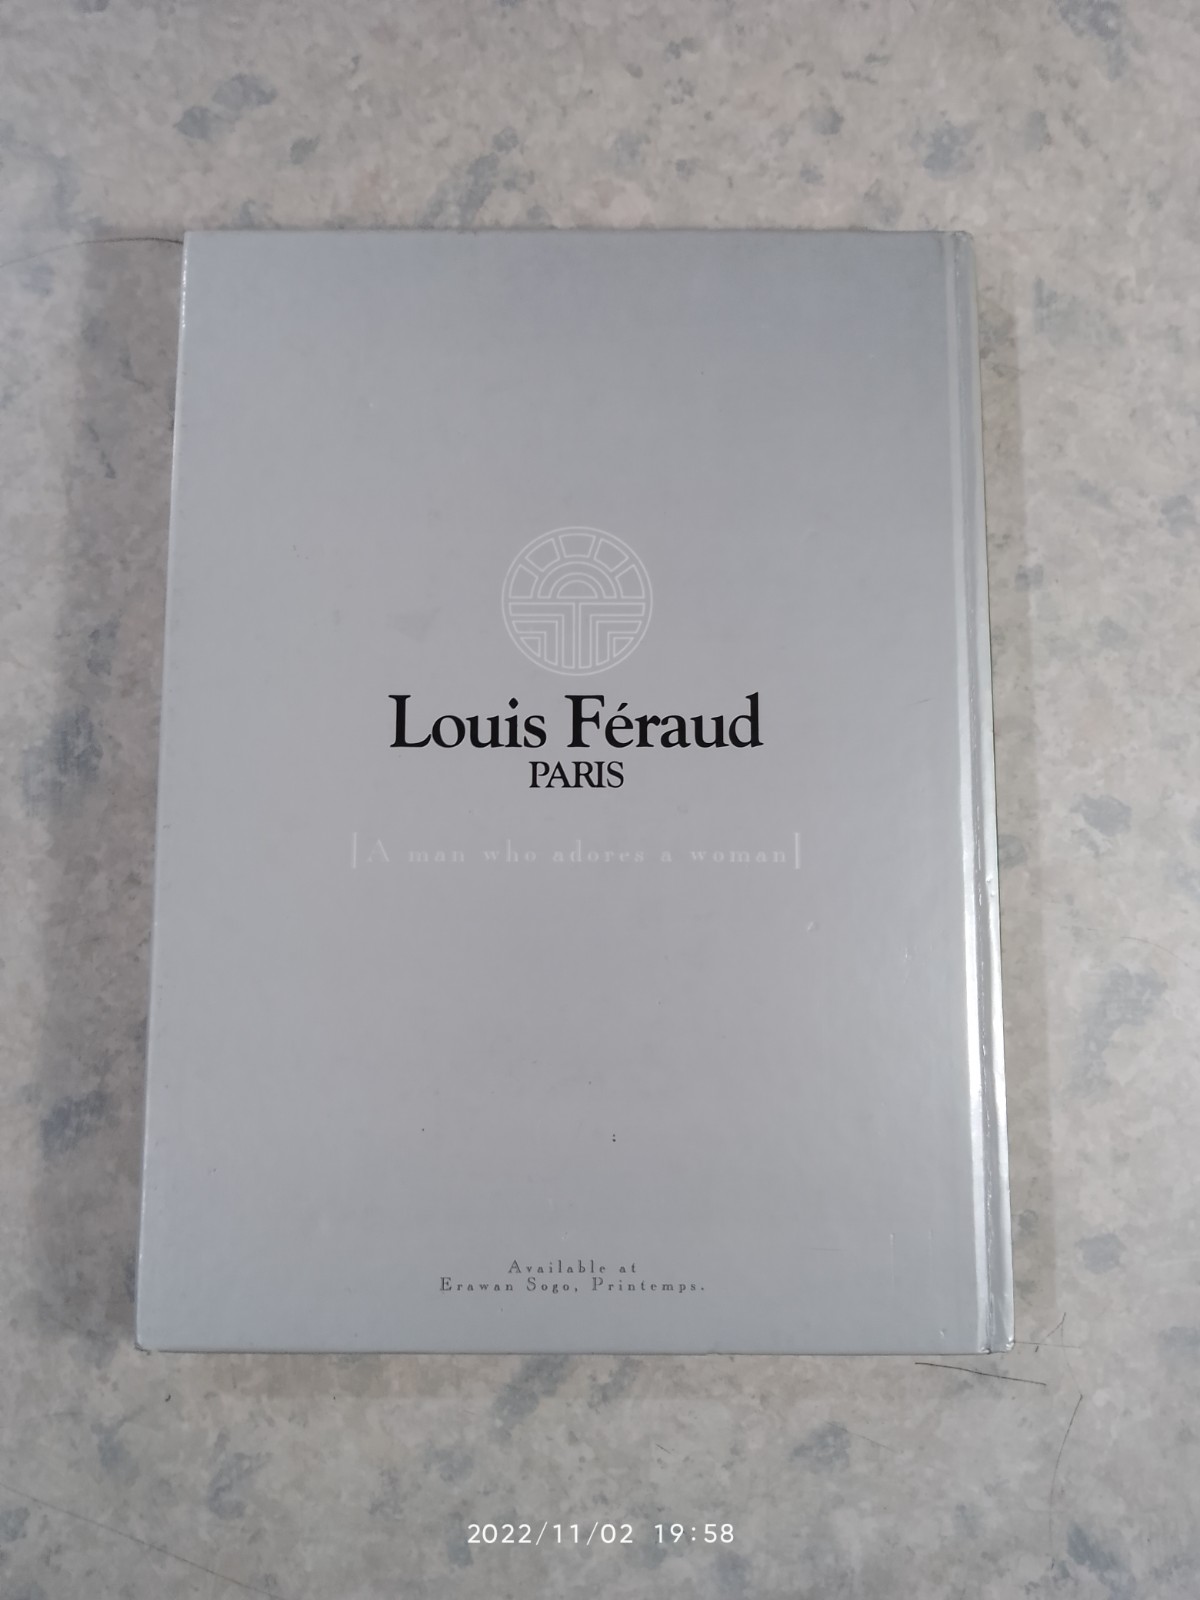 Louis Féraud
PARIS
[A man who adores a woman]
Available at
Erawan Sogo, Printemps.
2022/11/02 19:58